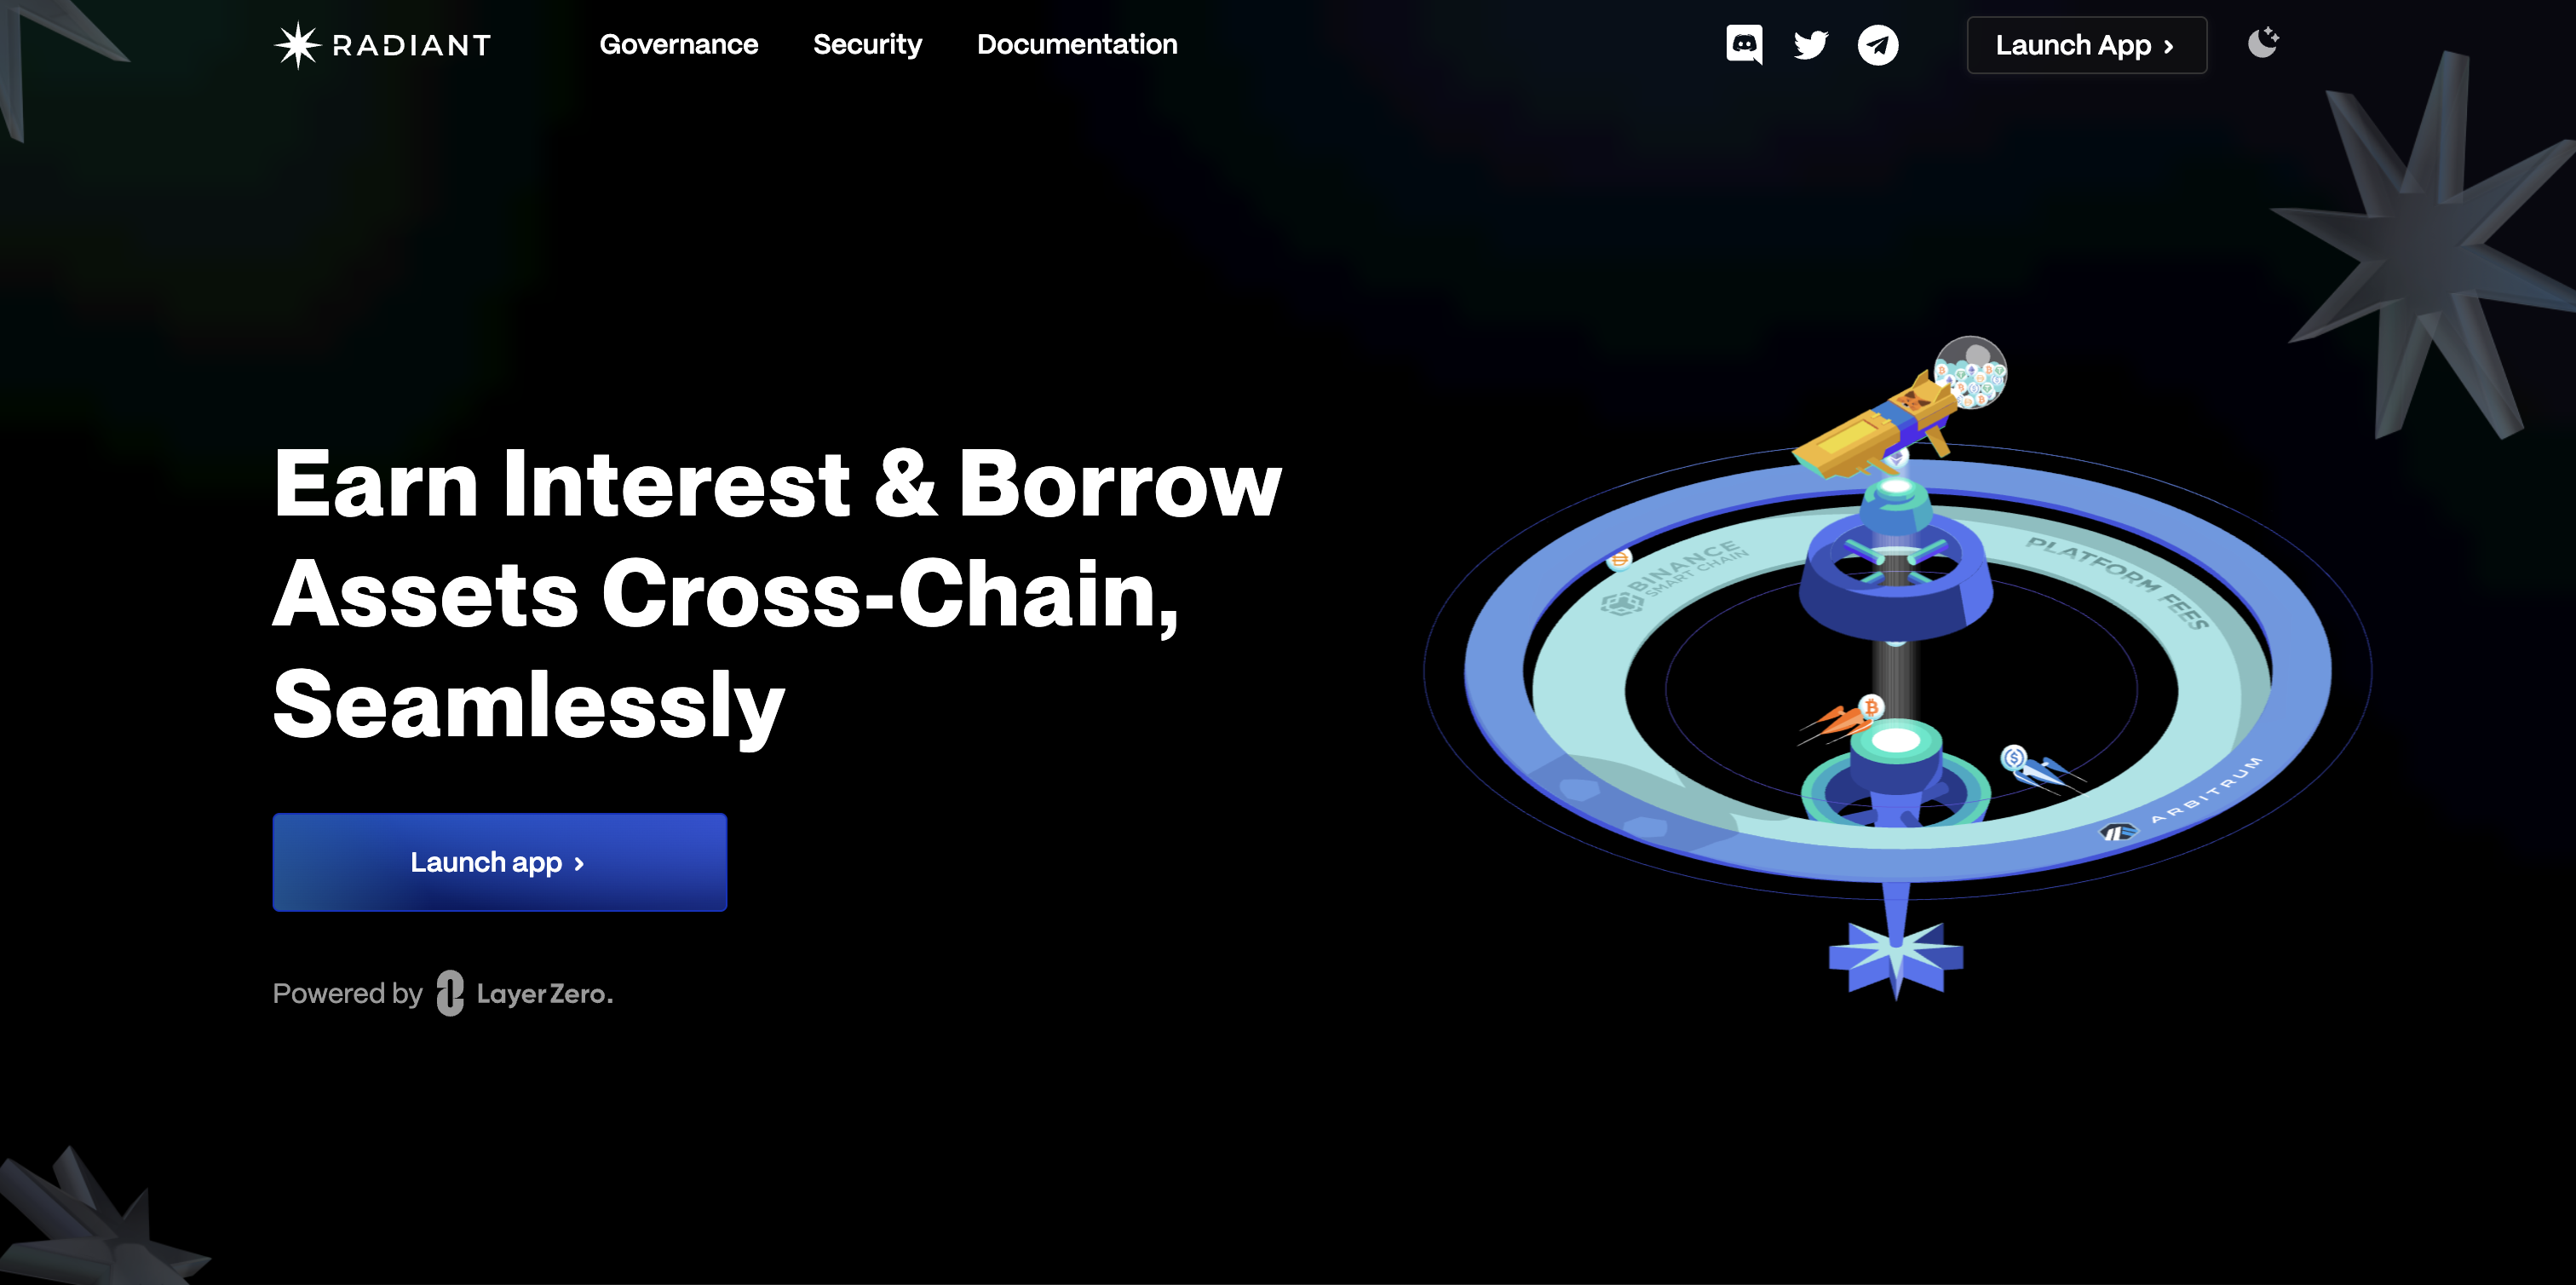 RADIANT
Governance
Security
Documentation
Launch App ›
Earn Interest & Borrow
Assets Cross-Chain,
Seamlessly
Launch app ›
Powered by LayerZero.
BINANCE
SMART CHAIN
PLATFORM FEES
ARBITRUM